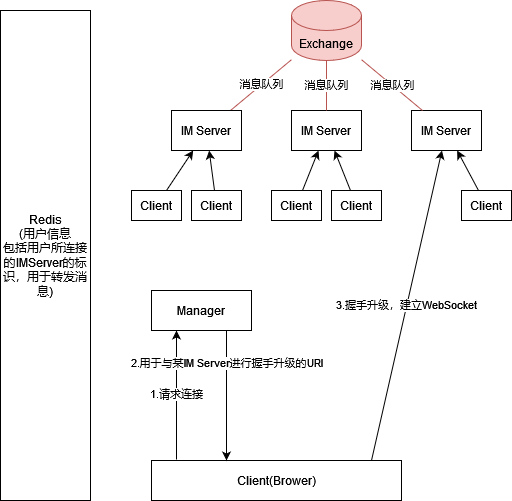 Exchange
消息队列
消息队列
消息队列
IM Server
IM Server
IM Server
Client
Client
Client
Client
Client
Redis
(用户信息
包括用户所连接
的IMServer的标
识，用于转发消
息)
Manager
3.握手升级，建立WebSocket
2.用于与某IM Server进行握手升级的URI
1.请求连接
Client(Brower)